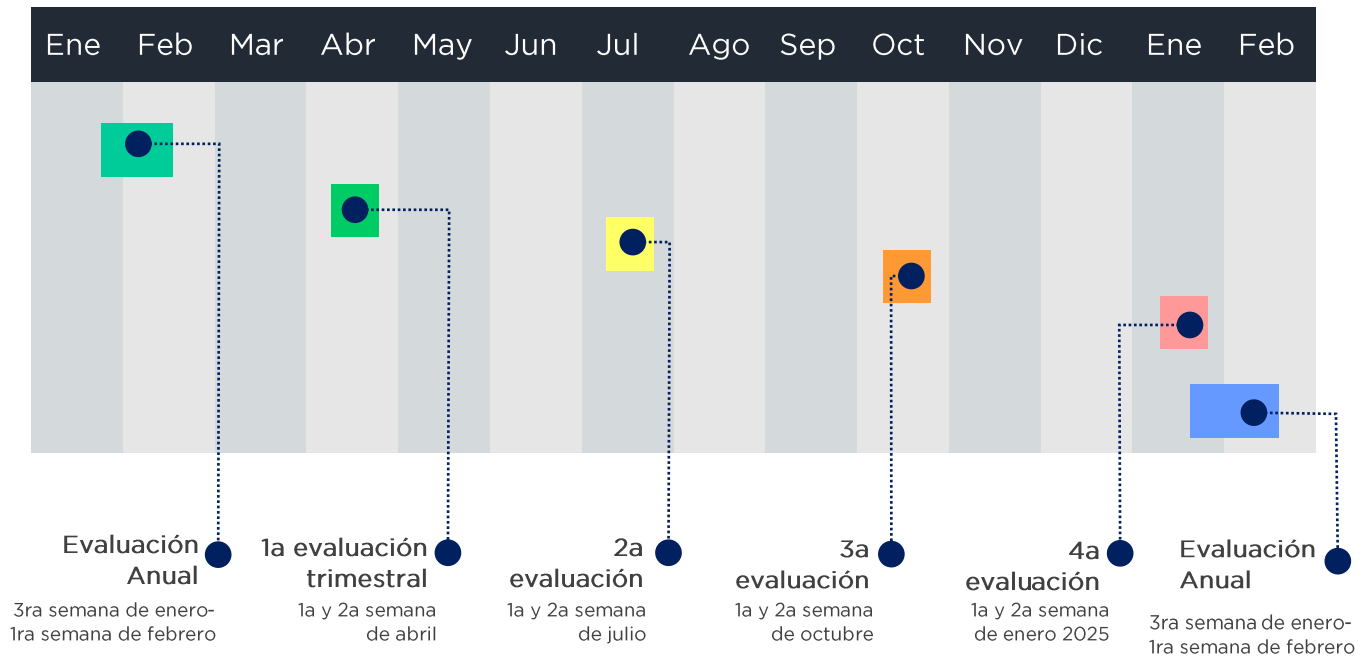 Ene Feb Mar Abr May Jun Jul Ago Sep Oct Nov Dic Ene Feb
Evaluación
Anual
3ra semana de enero-
1ra semana de febrero
1a evaluación
trimestral
1a y 2a semana
de abril
2a
evaluación
1a y 2a semana
de julio
3a
evaluación
1a y 2a semana
de octubre
4a
evaluación
1a y 2a semana
de enero 2025
Evaluación
Anual
3ra semana de enero-
1ra semana de febrero